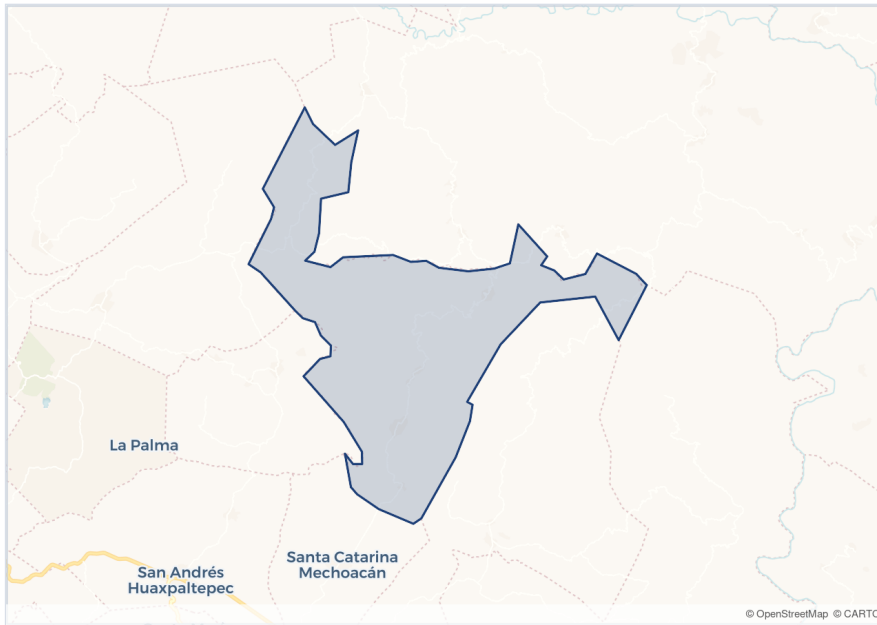 La Palma
Santa Catarina
Mechoacán
San Andrés
Huaxpaltepec
© OpenStreetMap © CARTO